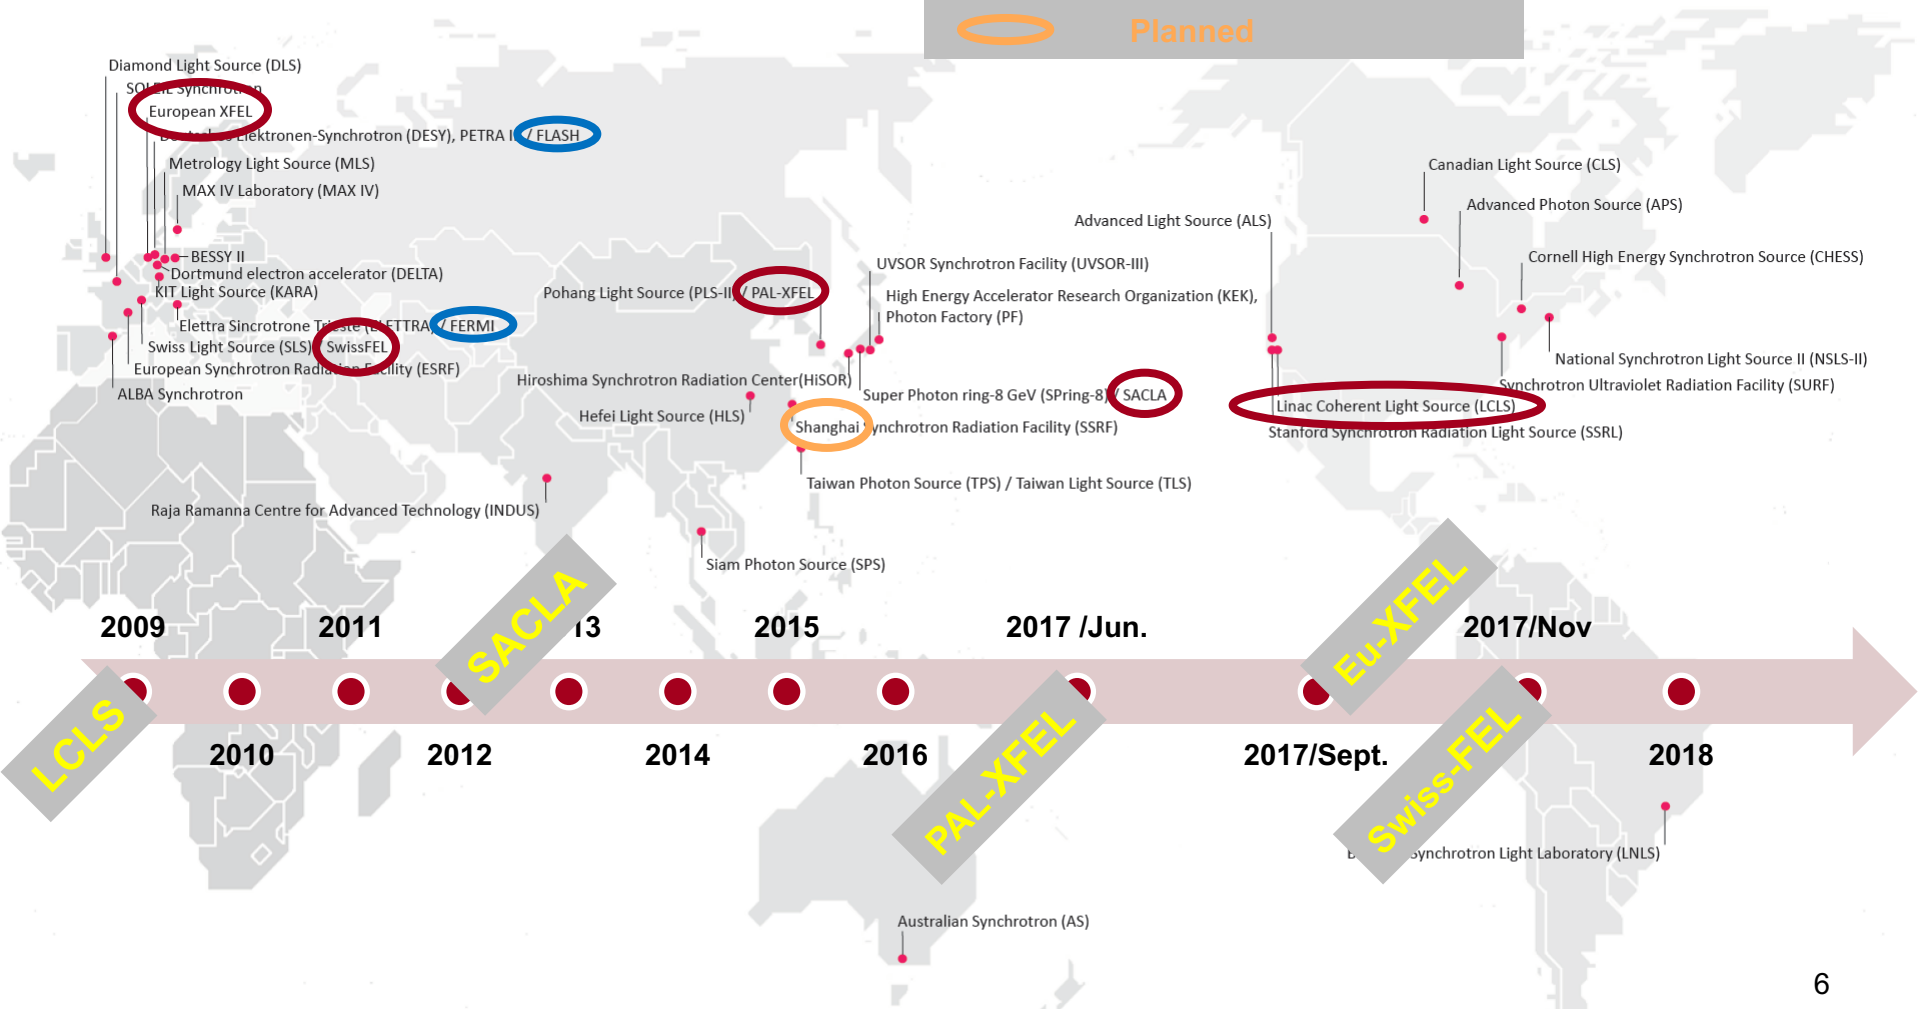 Planned
Diamond Light Source (DLS)
SOLEIL Synchrotron
European XFEL
Elektronen-Synchrotron (DESY), PETRA / FLASH
Metrology Light Source (MLS)
MAX IV Laboratory (MAX IV)
BESSY II
Dortmund electron accelerator (DELTA)
KIT Light Source (KARA)
Elettra Sincrotrone Trieste (ELETTRA) / FERMI
Swiss Light Source (SLS) / SwissFEL
European Synchrotron Radiation Facility (ESRF)
ALBA Synchrotron
Pohang Light Source (PLS-II) / PAL-XFEL
UVSOR Synchrotron Facility (UVSOR-III)
High Energy Accelerator Research Organization (KEK),
Photon Factory (PF)
Hiroshima Synchrotron Radiation Center(HiSOR)
Super Photon ring-8 GeV (SPring-8) / SACLA
Hefei Light Source (HLS)
Shanghai Synchrotron Radiation Facility (SSRF)
Taiwan Photon Source (TPS) / Taiwan Light Source (TLS)
Raja Ramanna Centre for Advanced Technology (INDUS)
Siam Photon Source (SPS)
Canadian Light Source (CLS)
Advanced Photon Source (APS)
Advanced Light Source (ALS)
Cornell High Energy Synchrotron Source (CHESS)
National Synchrotron Light Source II (NSLS-II)
Synchrotron Ultraviolet Radiation Facility (SURF)
Linac Coherent Light Source (LCLS)
Stanford Synchrotron Radiation Light Source (SSRL)
2009
2011
SACLA
13
2015
2017 /Jun.
Eu-XFEL
2017/Nov
LCLS
2010
2012
2014
2016
PAL-XFEL
2017/Sept.
Swiss-FEL
2018
Synchrotron Light Laboratory (LNLS)
Australian Synchrotron (AS)
6